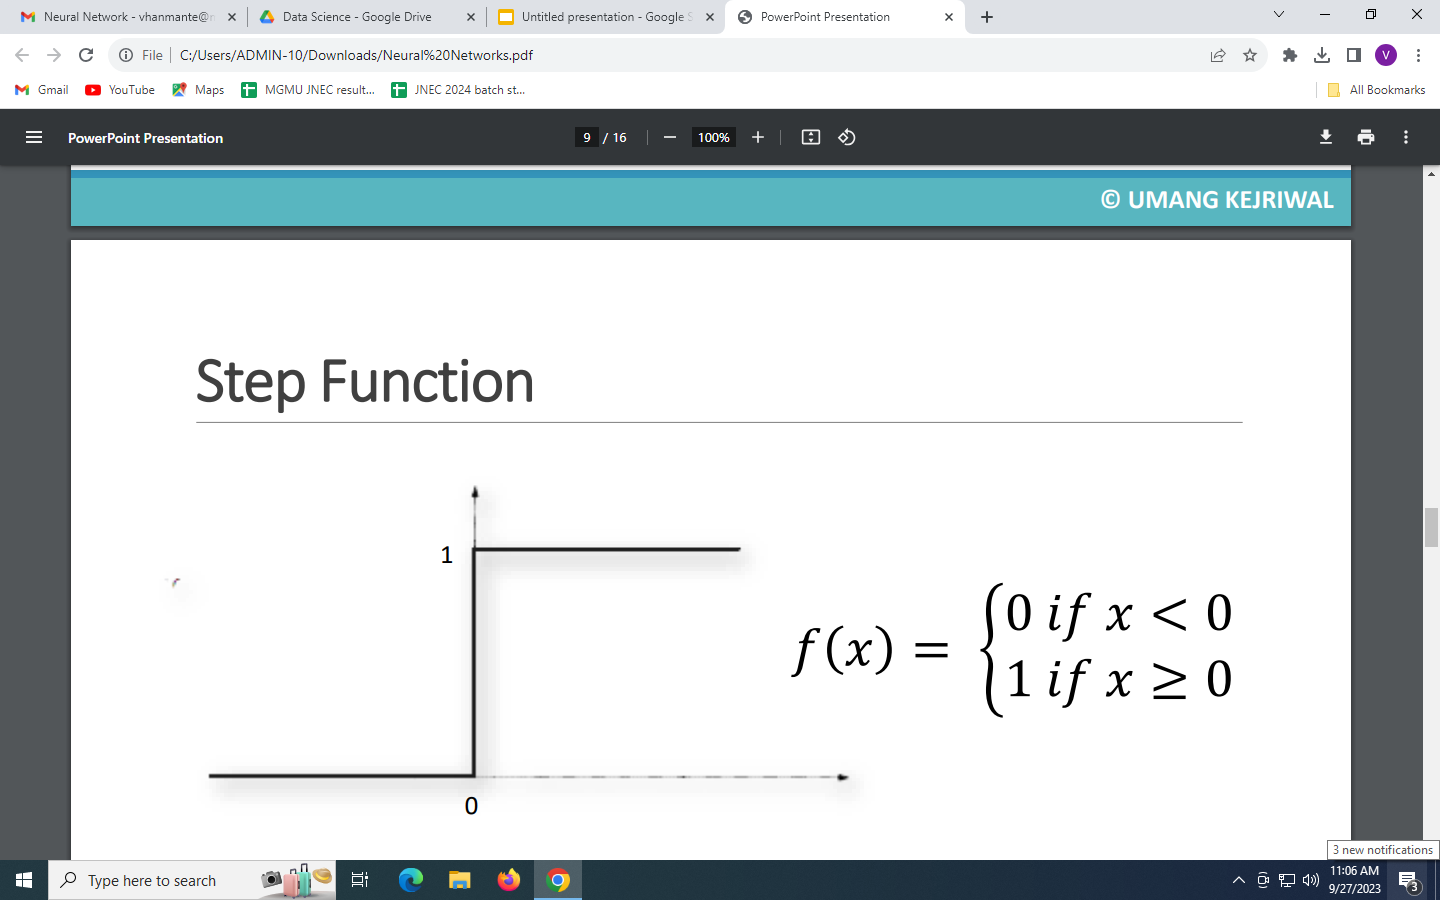 Neural Network - vhanmante@
Data Science - Google Drive
Untitled presentation - Google S
PowerPoint Presentation
File
C:/Users/ADMIN-10/Downloads/Neural%20Networks.pdf
V
Gmail
YouTube
Maps
MGMU JNEC result...
JNEC 2024 batch st...
All Bookmarks
PowerPoint Presentation
9 / 16
100%
© UMANG KEJRIWAL
Step Function
1
0
f(x) = {0 if x < 0
1 if x ≥ 0
3 new notifications
Type here to search
11:06 AM
9/27/2023
3